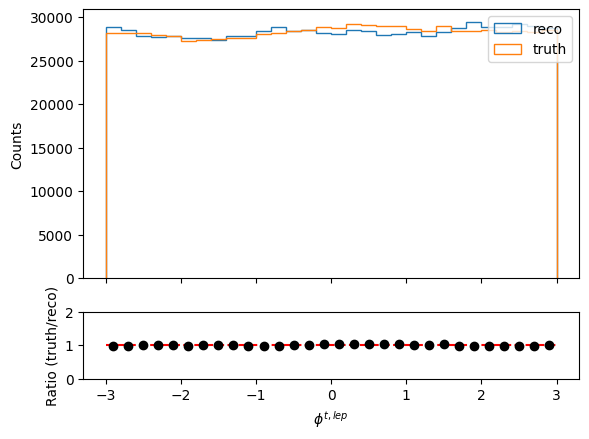 30000
25000
20000
15000
10000
5000
0
Counts
reco
truth
2
1
0
Ratio (truth/reco)
−3 −2 −1 0 1 2 3
ϕ^{t, lep}